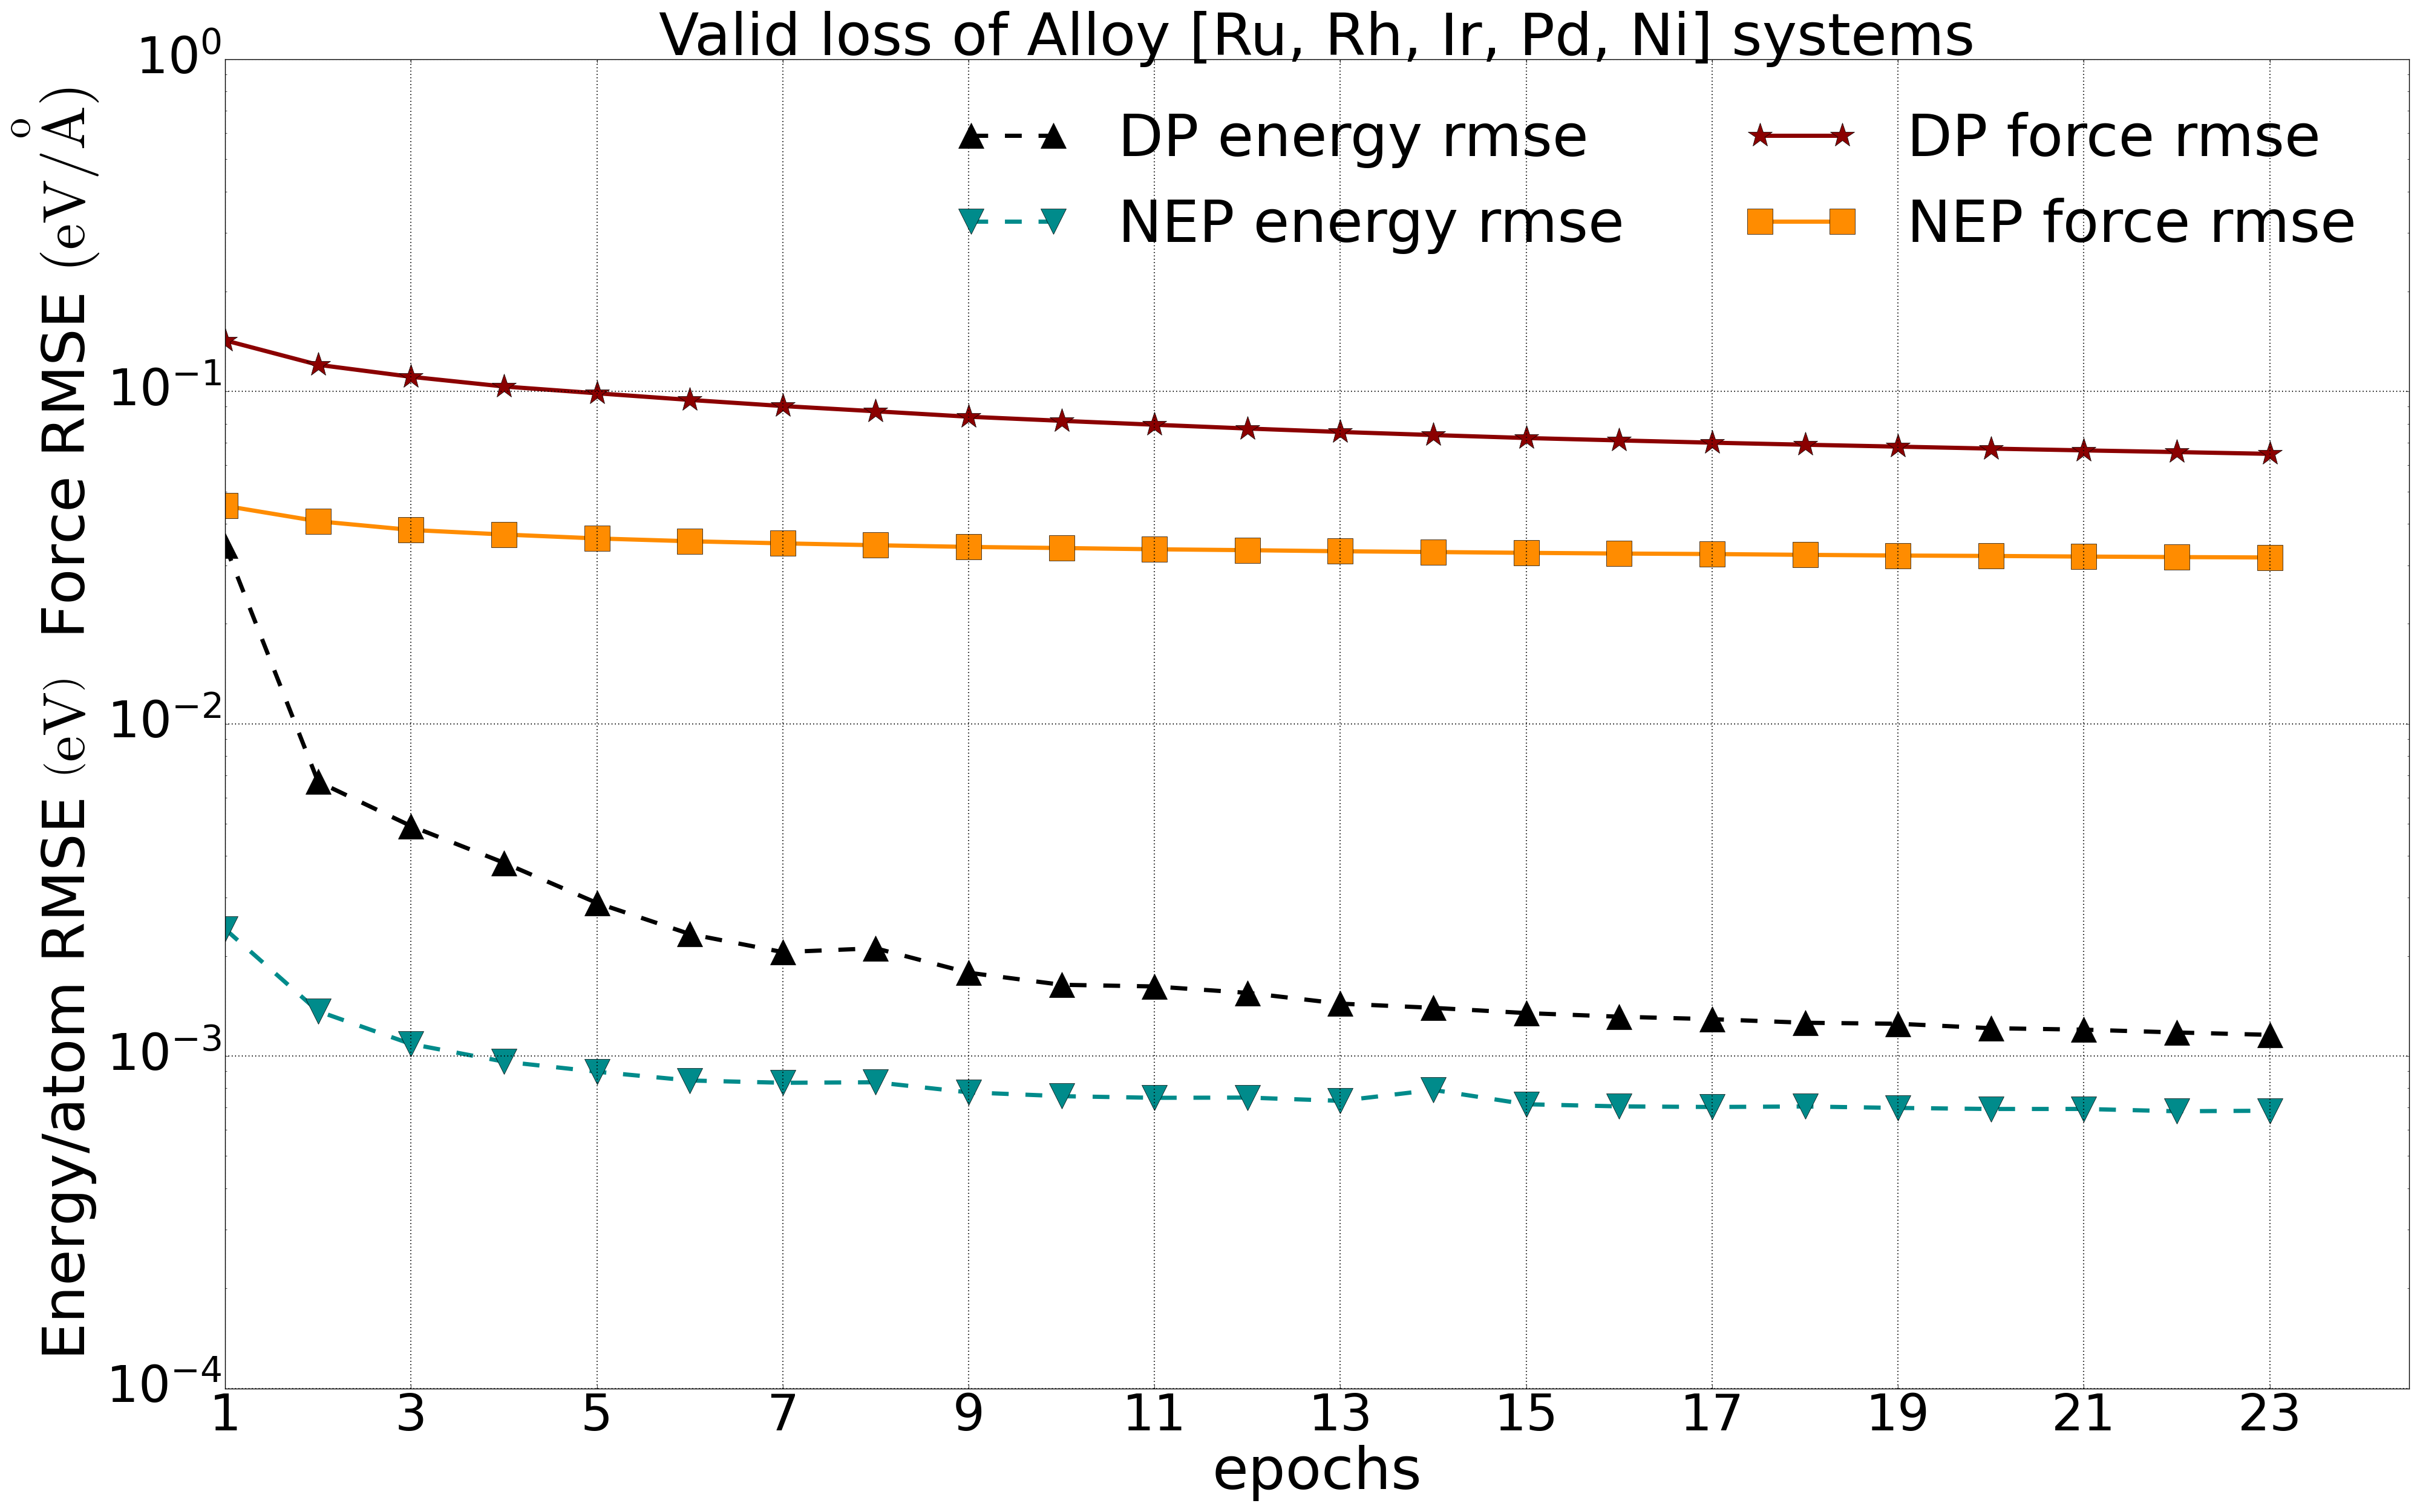 Valid loss of Alloy [Ru, Rh, Ir, Pd, Ni] systems
DP energy rmse
NEP energy rmse
DP force rmse
NEP force rmse
Energy/atom RMSE (eV) Force RMSE (eV/Å)
10⁰
10⁻¹
10⁻²
10⁻³
10⁻⁴
1 3 5 7 9 11 13 15 17 19 21 23
epochs